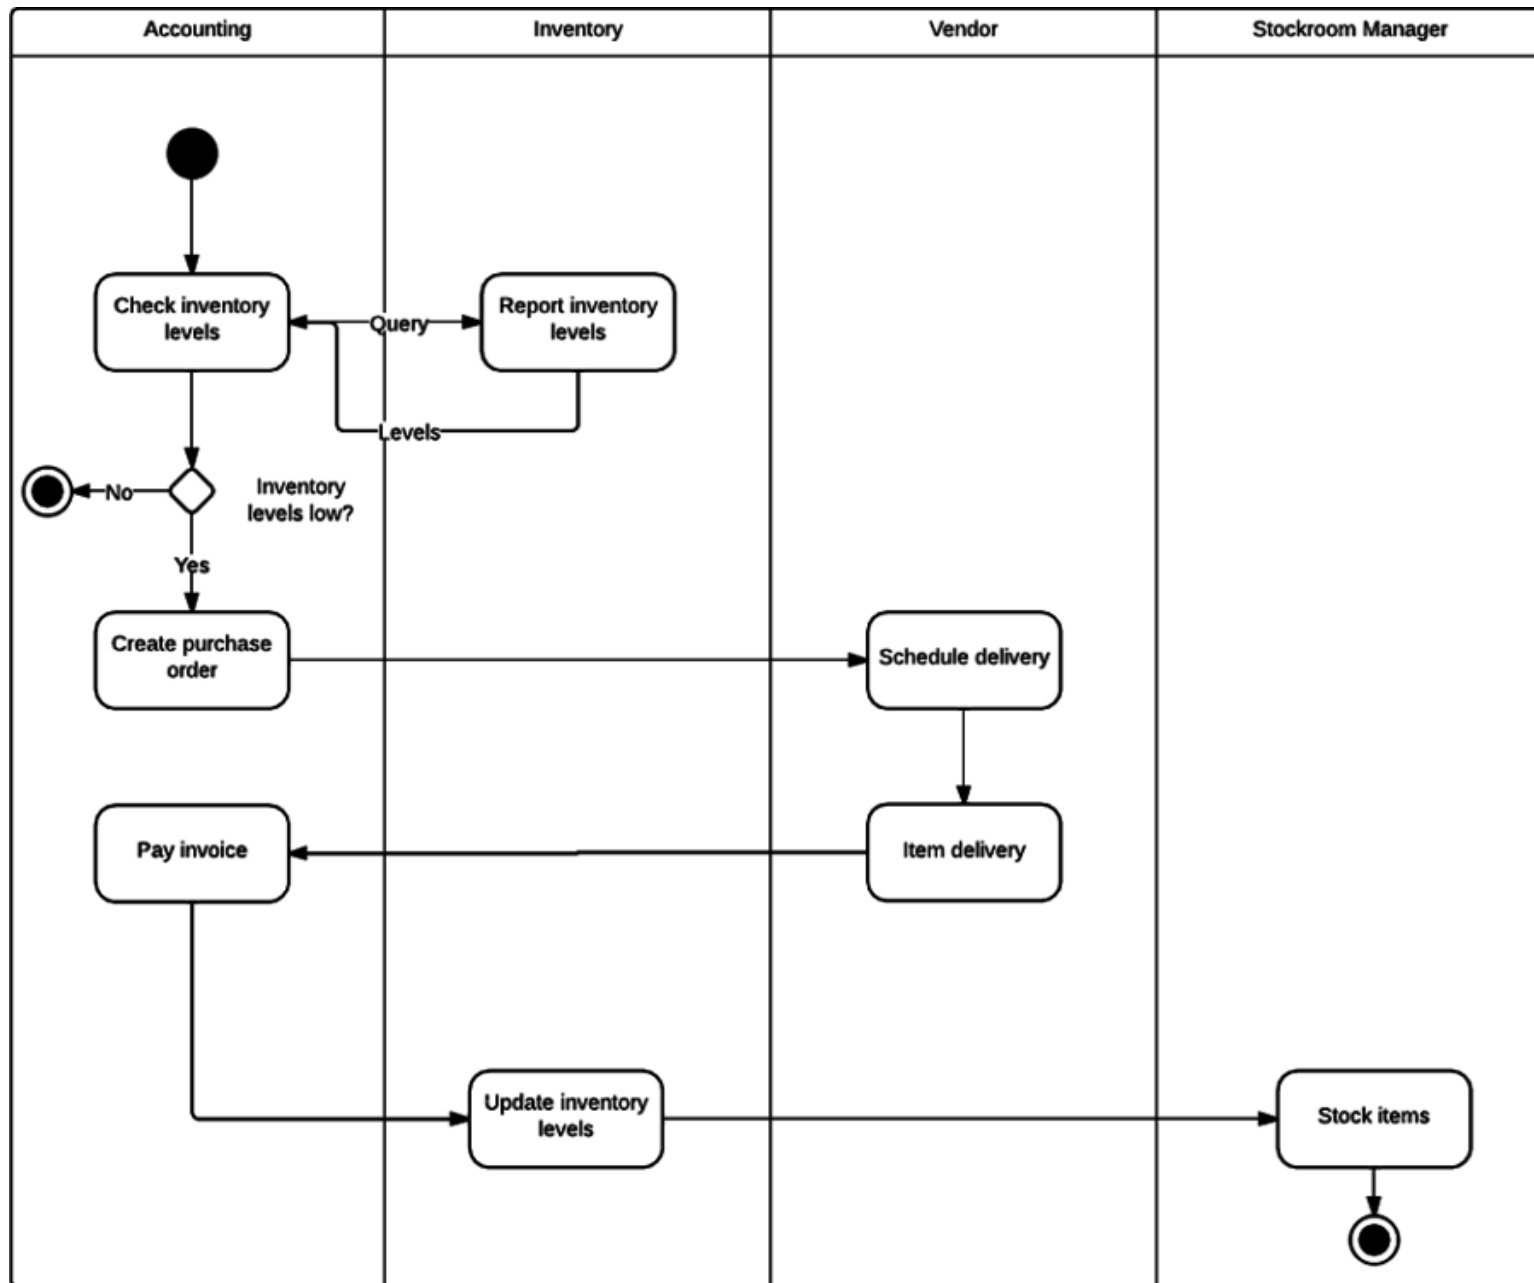 Accounting
Inventory
Vendor
Stockroom Manager
Check inventory
levels
Query
Report inventory
levels
Levels
No
Inventory
levels low?
Yes
Create purchase
order
Schedule delivery
Pay invoice
Item delivery
Update inventory
levels
Stock items